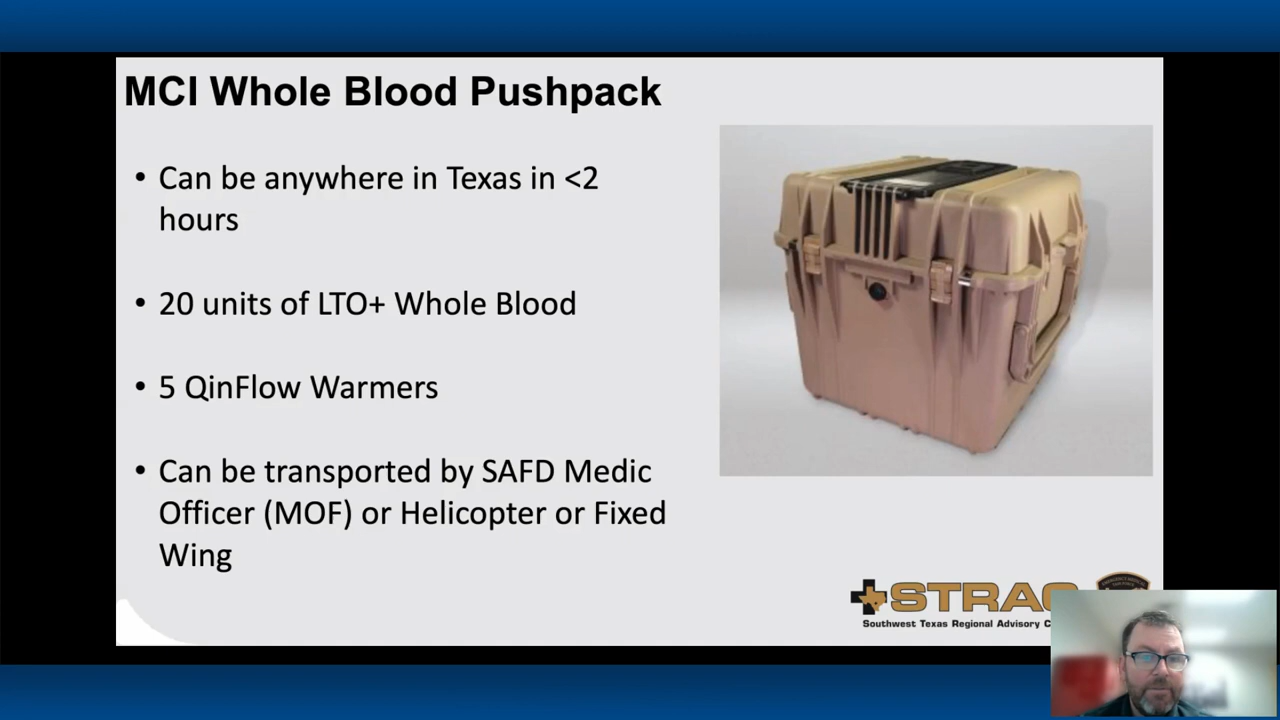 MCI Whole Blood Pushpack
• Can be anywhere in Texas in <2
hours
• 20 units of LTO+ Whole Blood
• 5 QinFlow Warmers
• Can be transported by SAFD Medic
Officer (MOF) or Helicopter or Fixed
Wing
STRAC
Southwest Texas Regional Advisory C